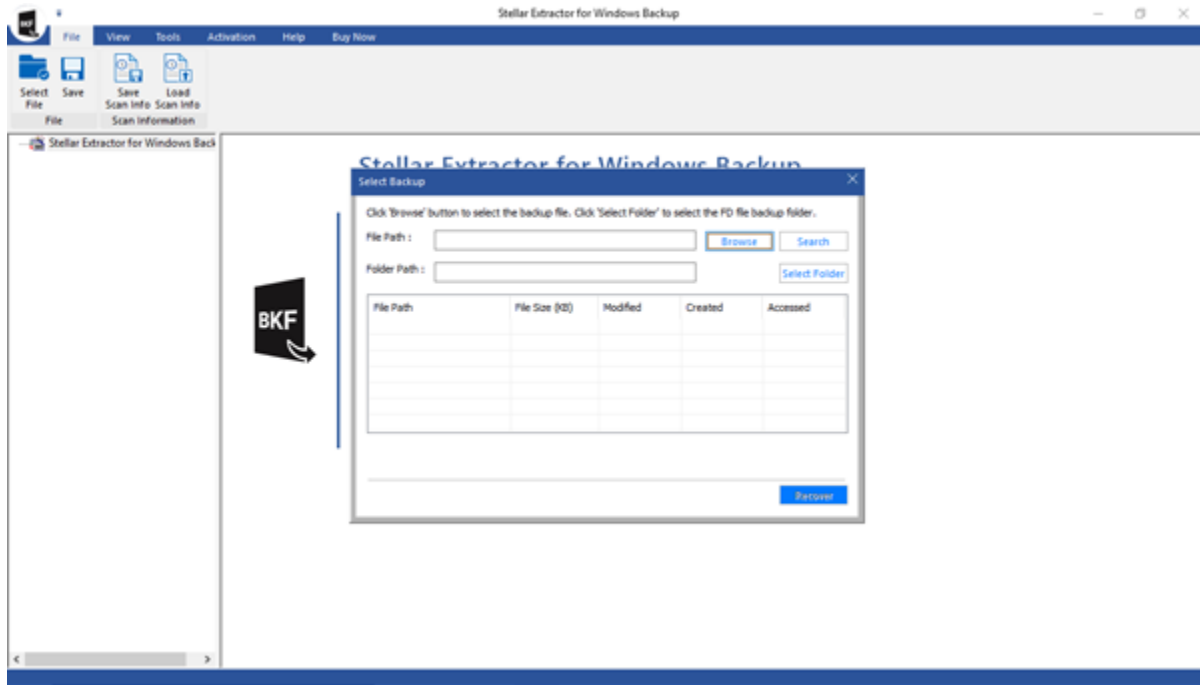 Stellar Extractor for Windows Backup
BKF
File View Tools Activation Help Buy Now
Select File
Save
Save Scan Info
Load Scan Info
File
Scan Information
Stellar Extractor for Windows Back
Stellar Extractor for Windows Backup
BKF
Select Backup
Click 'Browse' button to select the backup file. Click 'Select Folder' to select the FD file backup folder.
File Path :
Browse
Search
Folder Path :
Select Folder
File Path File Size (KB) Modified Created Accessed
Recover